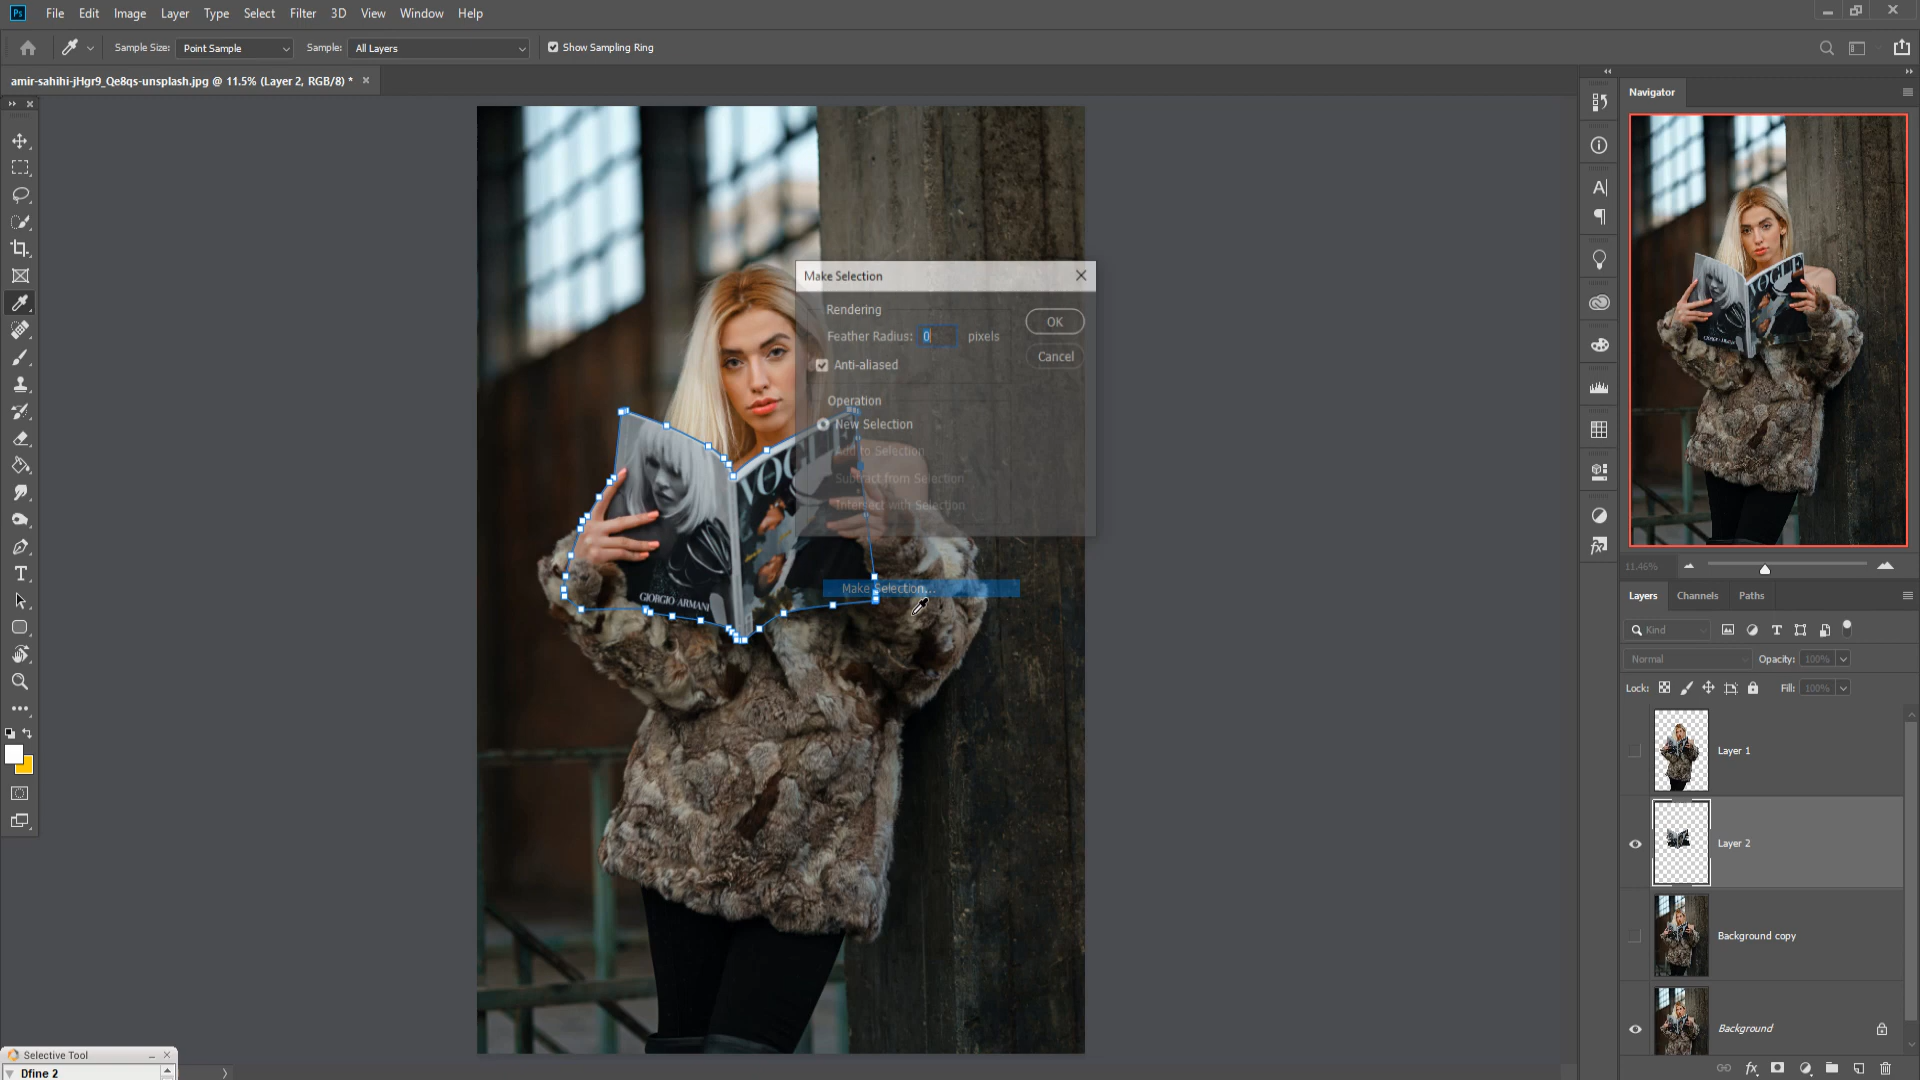 Ps File Edit Image Layer Type Select Filter 3D View Window Help
Sample Size: Point Sample Sample: All Layers Show Sampling Ring
amir-sahihi-jHgr9_Qe8qs-unsplash.jpg @ 11.5% (Layer 2, RGB/8) *
Navigator
Make Selection
Rendering
OK
Feather Radius: 0 pixels
Cancel
Anti-aliased
Operation
New Selection
Add to Selection
Subtract from Selection
Intersect with Selection
VOGUE
Make Selection...
GIORGIO ARMANI
11.46%
Layers Channels Paths
Kind
Normal Opacity: 100%
Lock: Fill: 100%
Layer 1
Layer 2
Background copy
Background
Selective Tool
Dfine 2